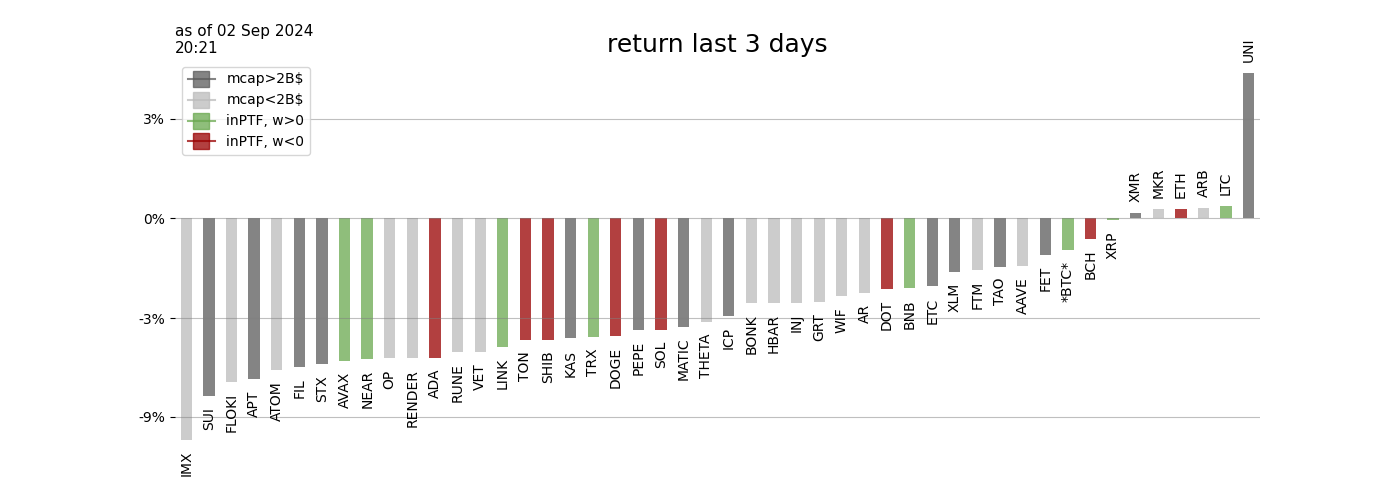 as of 02 Sep 2024
20:21
return last 3 days
mcap>2B$
mcap<2B$
inPTF, w>0
inPTF, w<0
3%
0%
-3%
-9%
IMX
SUI
FLOKI
APT
ATOM
FIL
STX
AVAX
NEAR
OP
RENDER
ADA
RUNE
VET
LINK
TON
SHIB
KAS
TRX
DOGE
PEPE
SOL
MATIC
THETA
ICP
BONK
HBAR
INJ
GRT
WIF
AR
DOT
BNB
ETC
XLM
FTM
TAO
AAVE
FET
*BTC*
BCH
XRP
XMR
MKR
ETH
ARB
LTC
UNI